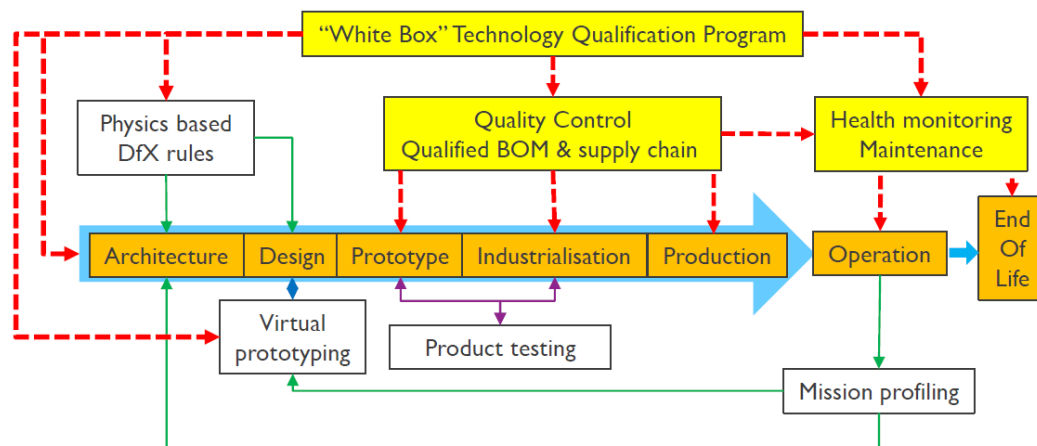 “White Box” Technology Qualification Program
Physics based
DfX rules
Quality Control
Qualified BOM & supply chain
Health monitoring
Maintenance
Architecture
Design
Prototype
Industrialisation
Production
Operation
End
Of
Life
Virtual
prototyping
Product testing
Mission profiling